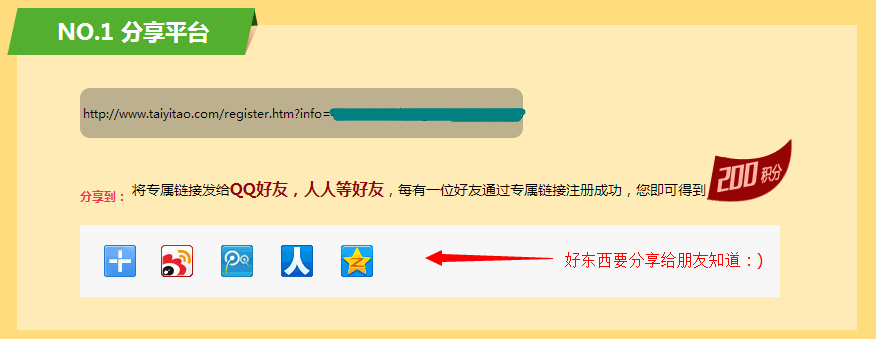 NO.1 分享平台
http://www.taiyitao.com/register.htm?info=
分享到：将专属链接发给QQ好友，人人等好友，每有一位好友通过专属链接注册成功，您即可得到200积分
好东西要分享给朋友知道：)